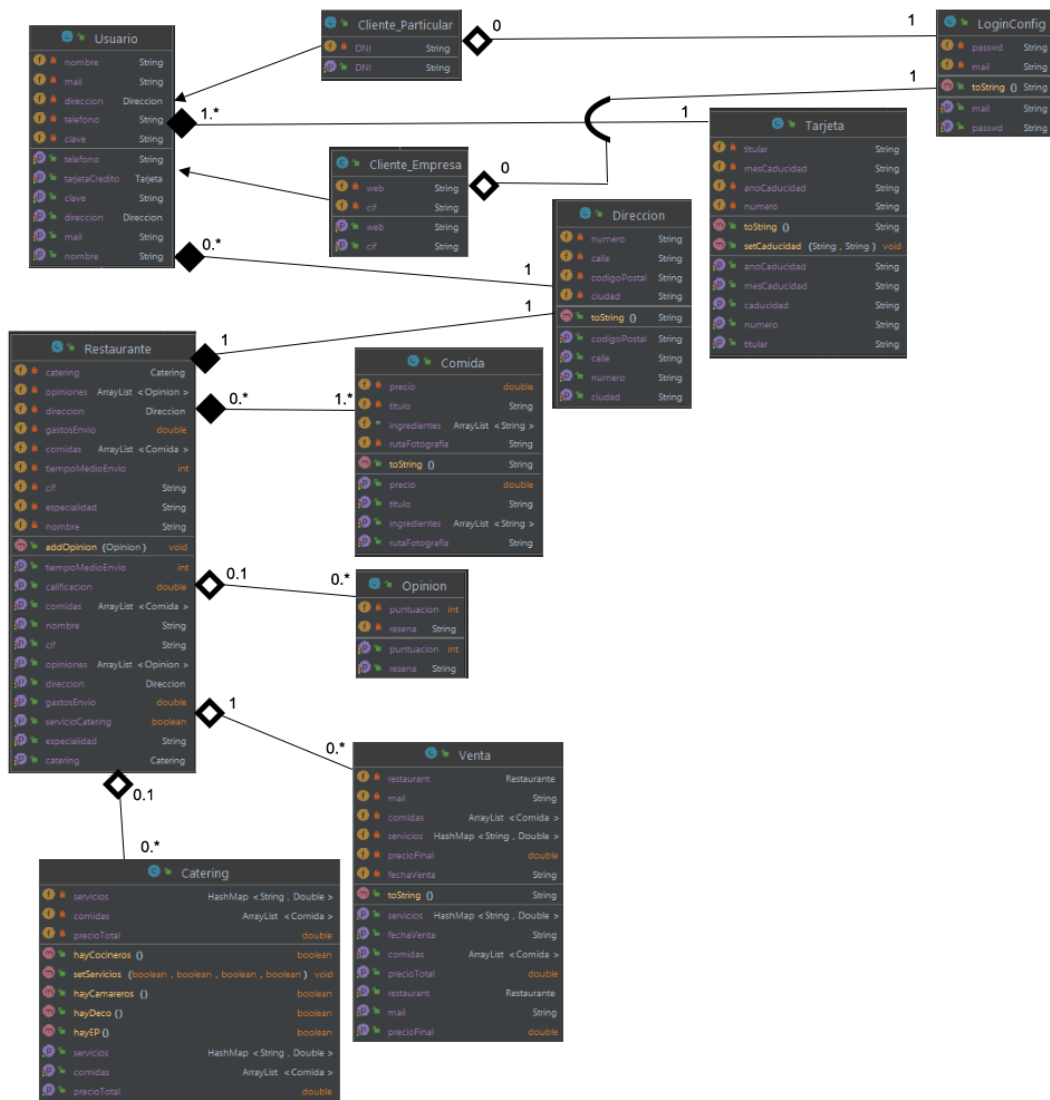 Usuario
nombre String
mail String
direccion Direccion
telefono String
clave String
telefono String
tarjetaCredito Tarjeta
clave String
direccion Direccion
mail String
nombre String
Cliente_Particular
DNI String
DNI String
0
1
LoginConfig
passwd String
mail String
toString () String
mail String
passwd String
1.*
1
1
Cliente_Empresa
web String
cif String
web String
cif String
0
Tarjeta
titular String
mesCaducidad String
anoCaducidad String
numero String
toString () String
setCaducidad (String , String ) void
anoCaducidad String
mesCaducidad String
caducidad String
numero String
titular String
0.*
1
Direccion
numero String
calle String
codigoPostal String
ciudad String
toString () String
codigoPostal String
calle String
numero String
ciudad String
1
1
Restaurante
catering Catering
opiniones ArrayList <Opinion >
direccion Direccion
gastosEnvio double
comidas ArrayList <Comida >
tiempoMedioEnvio int
cif String
especialidad String
nombre String
addOpinion (Opinion ) void
tiempoMedioEnvio int
calificacion double
comidas ArrayList <Comida >
nombre String
cif String
opiniones ArrayList <Opinion >
direccion Direccion
gastosEnvio double
servicioCatering boolean
especialidad String
catering Catering
0.*
1.*
Comida
precio double
titulo String
ingredientes ArrayList <String >
rutaFotografia String
toString () String
precio double
titulo String
ingredientes ArrayList <String >
rutaFotografia String
0.1
0.*
Opinion
puntuacion int
resena String
puntuacion int
resena String
1
0.*
Venta
restaurant Restaurante
mail String
comidas ArrayList <Comida >
servicios HashMap <String , Double >
precioFinal double
fechaVenta String
toString () String
servicios HashMap <String , Double >
fechaVenta String
comidas ArrayList <Comida >
precioTotal double
restaurant Restaurante
mail String
precioFinal double
0.1
0.*
Catering
servicios HashMap <String , Double >
comidas ArrayList <Comida >
precioTotal double
hayCocineros () boolean
setServicios (boolean , boolean , boolean , boolean ) void
hayCamareros () boolean
hayDeco () boolean
hayEP () boolean
servicios HashMap <String , Double >
comidas ArrayList <Comida >
precioTotal double